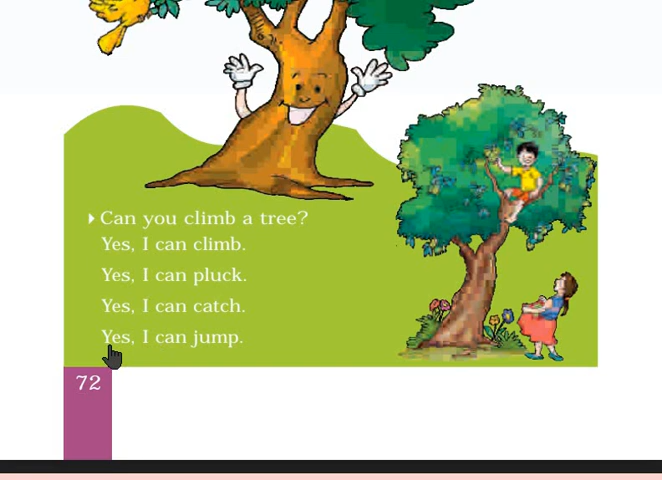 Can you climb a tree?
Yes, I can climb.
Yes, I can pluck.
Yes, I can catch.
Yes, I can jump.
72